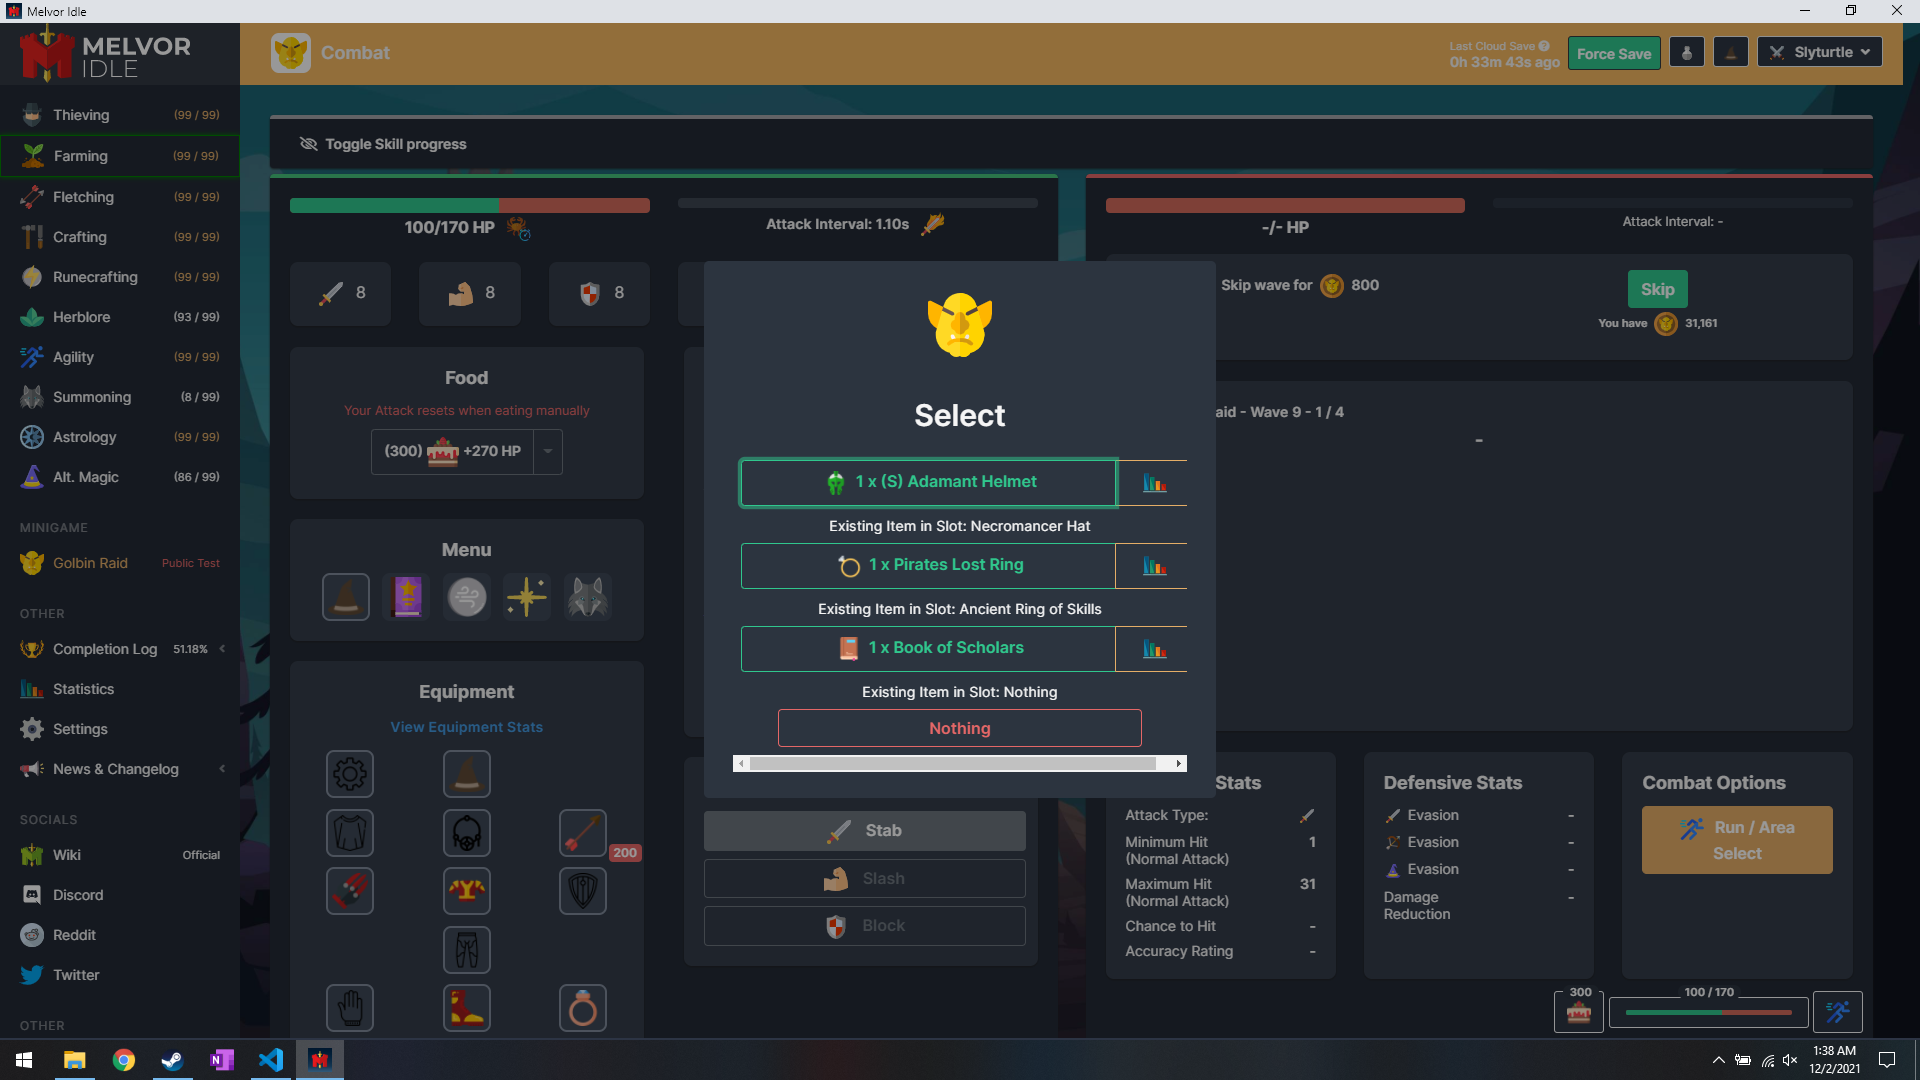 Melvor Idle
MELVOR
IDLE
Combat
Last Cloud Save
0h 33m 43s ago
Force Save
Slyturtle
Thieving (99 / 99)
Farming (99 / 99)
Fletching (99 / 99)
Crafting (99 / 99)
Runecrafting (99 / 99)
Herblore (93 / 99)
Agility (99 / 99)
Summoning (8 / 99)
Astrology (99 / 99)
Alt. Magic (86 / 99)
MINIGAME
Golbin Raid Public Test
OTHER
Completion Log 51.18%
Statistics
Settings
News & Changelog
SOCIALS
Wiki Official
Discord
Reddit
Twitter
OTHER
Toggle Skill progress
100/170 HP
Attack Interval: 1.10s
8
8
8
Food
Your Attack resets when eating manually
(300) +270 HP
Menu
Equipment
View Equipment Stats
200
Select
1 x (S) Adamant Helmet
Existing Item in Slot: Necromancer Hat
1 x Pirates Lost Ring
Existing Item in Slot: Ancient Ring of Skills
1 x Book of Scholars
Existing Item in Slot: Nothing
Nothing
Stab
Slash
Block
-/- HP
Attack Interval: -
Skip wave for 800
Skip
You have 31,161
aid - Wave 9 - 1 / 4
-
Stats
Attack Type:
Minimum Hit 1
(Normal Attack)
Maximum Hit 31
(Normal Attack)
Chance to Hit -
Accuracy Rating -
Defensive Stats
Evasion -
Evasion -
Evasion -
Damage -
Reduction
Combat Options
Run / Area
Select
300
100 / 170
1:38 AM
12/2/2021